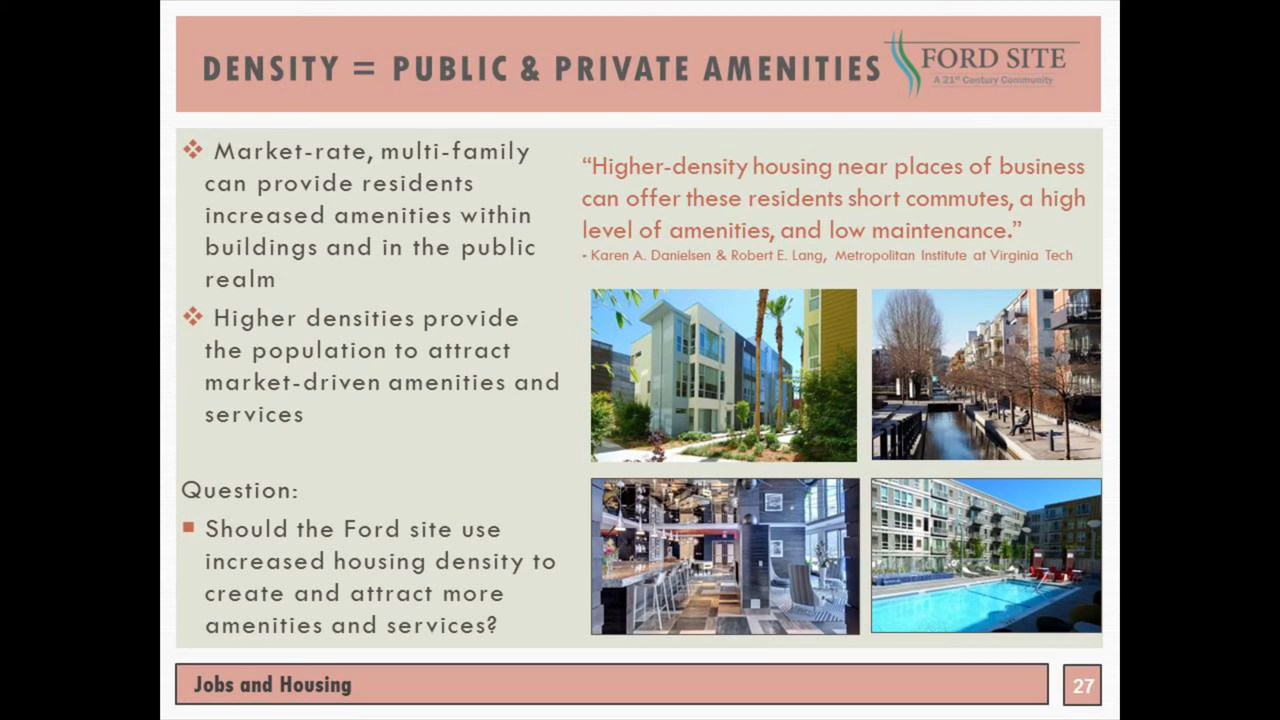 DENSITY = PUBLIC & PRIVATE AMENITIES
FORD SITE
A 21st Century Community
Market-rate, multi-family
can provide residents
increased amenities within
buildings and in the public
realm
Higher densities provide
the population to attract
market-driven amenities and
services
Question:
Should the Ford site use
increased housing density to
create and attract more
amenities and services?
“Higher-density housing near places of business
can offer these residents short commutes, a high
level of amenities, and low maintenance.”
- Karen A. Danielsen & Robert E. Lang, Metropolitan Institute at Virginia Tech
Jobs and Housing
27